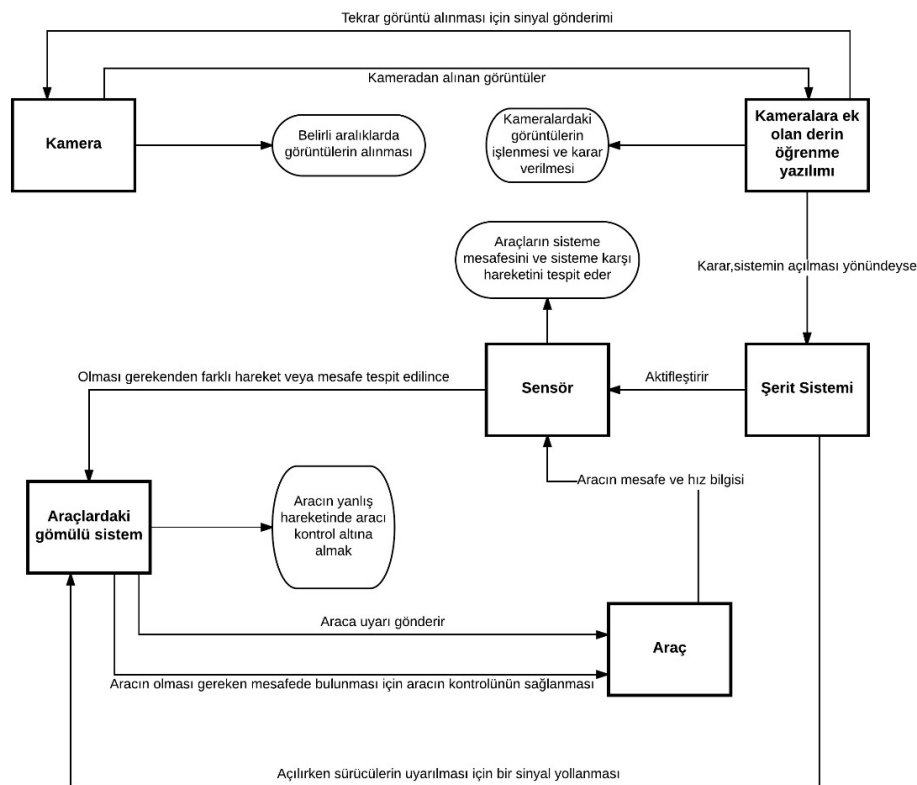 Tekrar görüntü alınması için sinyal gönderimi
Kameradan alınan görüntüler
Kamera
Belirli aralıklarda
görüntülerin alınması
Kameralardaki
görüntülerin
işlenmesi ve karar
verilmesi
Kameralara ek
olan derin
öğrenme
yazılımı
Araçların sisteme
mesafesini ve sisteme karşı
hareketini tespit eder
Karar,sistemin açılması yönündeyse
Olması gerekenden farklı hareket veya mesafe tespit edilince
Sensör
Aktifleştirir
Şerit Sistemi
Aracın mesafe ve hız bilgisi
Araçlardaki
gömülü sistem
Aracın yanlış
hareketinde aracı
kontrol altına
almak
Araca uyarı gönderir
Araç
Aracın olması gereken mesafede bulunması için aracın kontrolünün sağlanması
Açılırken sürücülerin uyarılması için bir sinyal yollanması